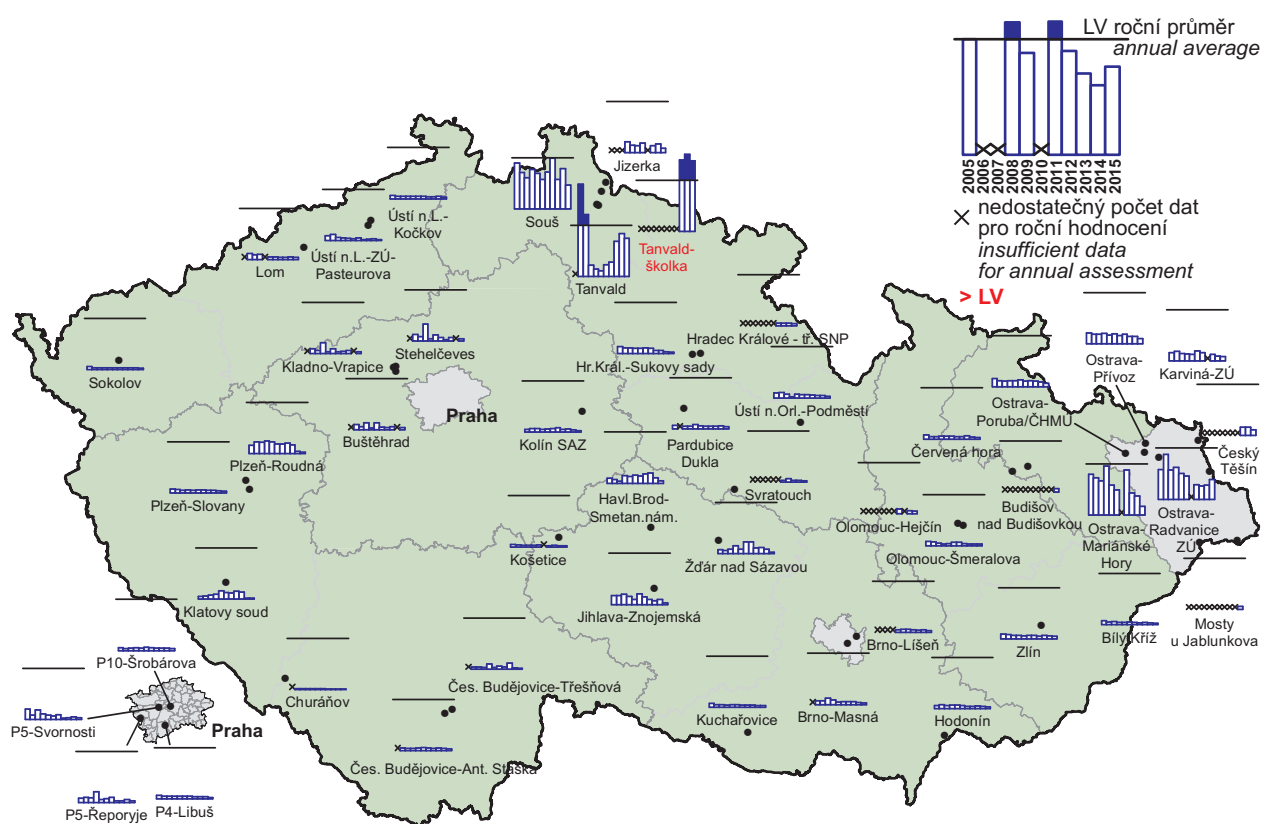 LV roční průměr
annual average
2005
2006
2007
2008
2009
2010
2011
2012
2013
2014
2015
× nedostatečný počet dat
pro roční hodnocení
insufficient data
for annual assessment
> LV
Jizerka
Ústí n.L.-
Kočkov
Souš
Ústí n.L.-ZÚ-
Pasteurova
Lom
Tanvald-
školka
Tanvald
Hradec Králové - tř. SNP
Stehelčeves
Kladno-Vrapice
Hr.Král.-Sukovy sady
Ostrava-
Přívoz
Karviná-ZÚ
Sokolov
Praha
Ostrava-
Poruba/ČHMÚ
Ústí n.Orl.-Podměstí
Buštěhrad
Kolín SAZ
Pardubice
Dukla
Červená hora
Český
Těšín
Plzeň-Roudná
Plzeň-Slovany
Havl.Brod-
Smetan.nám.
Svratouch
Budišov
nad Budišovkou
Olomouc-Hejčín
Ostrava-
Mariánské
Hory
Ostrava-
Radvanice
ZÚ
Košetice
Žďár nad Sázavou
Olomouc-Šmeralova
Klatovy soud
Jihlava-Znojemská
Mosty
u Jablunkova
Brno-Líšeň
Zlín
Bílý Kříž
P10-Šrobárova
Churáňov
Čes. Budějovice-Třešňová
P5-Svornosti
Praha
Kuchařovice
Brno-Masná
Hodonín
Čes. Budějovice-Ant. Staška
P5-Řeporyje
P4-Libuš